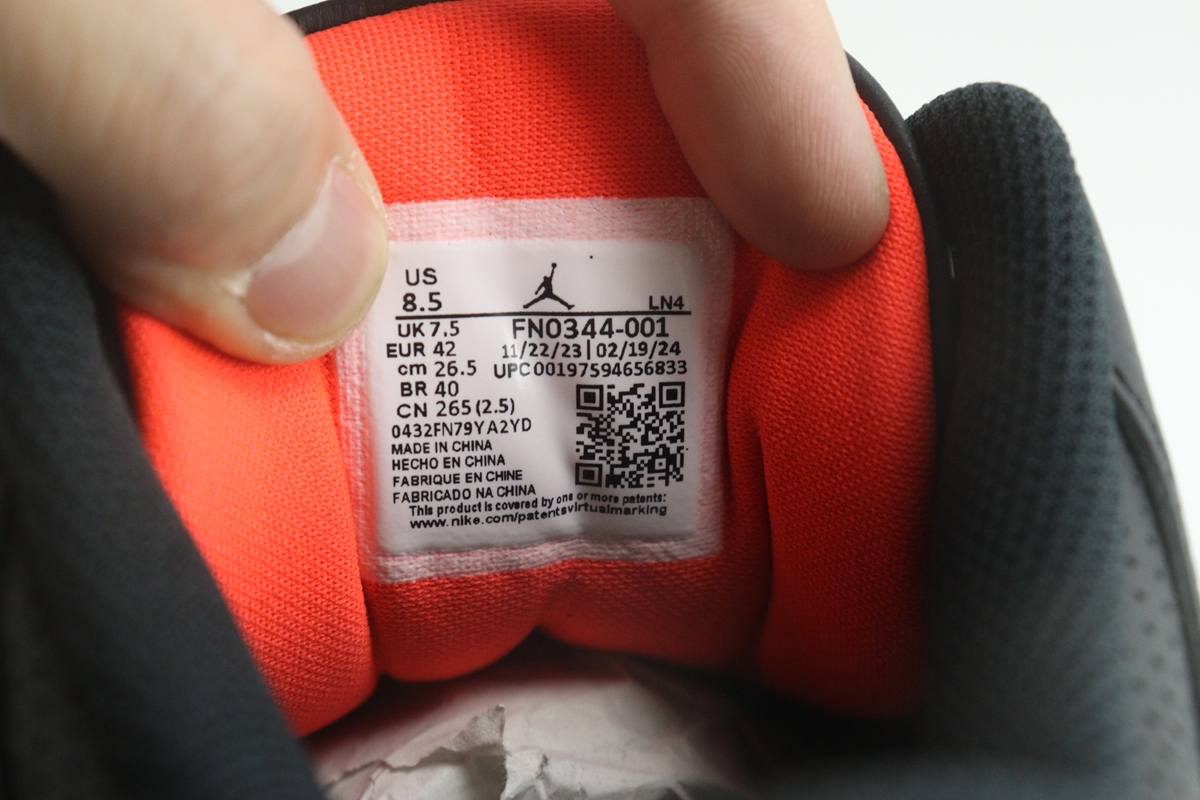 US
8.5 LN4
UK 7.5 FN0344-001
EUR 42 11/22/23 | 02/19/24
cm 26.5 UPC 00197594656833
BR 40
CN 265 (2.5)
0432FN79YA2YD
MADE IN CHINA
HECHO EN CHINA
FABRIQUE EN CHINE
FABRICADO NA CHINA
This product is covered by one or more patents:
www.nike.com/patentsvirtualmarking